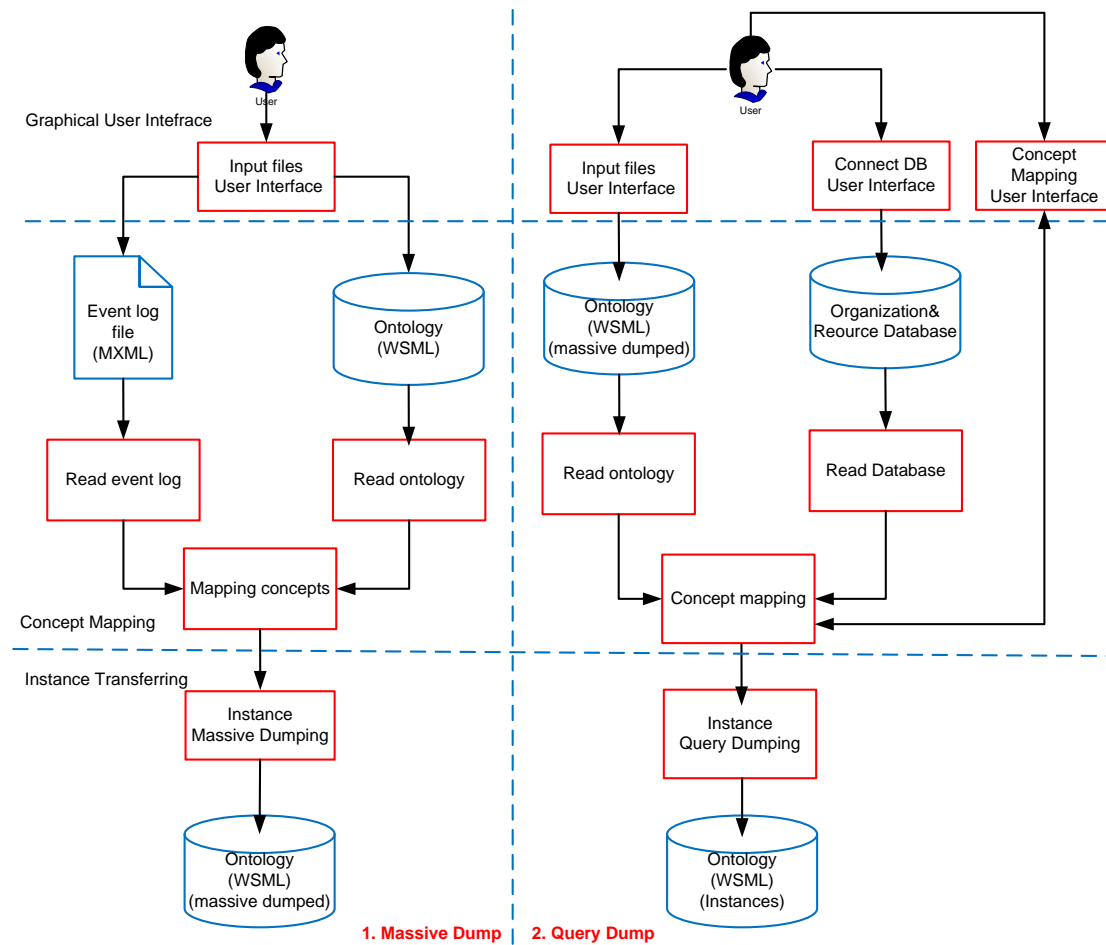 User
Graphical User Intefrace
Input files
User Interface
Event log
file
(MXML)
Ontology
(WSML)
Read event log
Read ontology
Mapping concepts
Concept Mapping
Instance Transferring
Instance
Massive Dumping
Ontology
(WSML)
(massive dumped)
1. Massive Dump
User
Input files
User Interface
Connect DB
User Interface
Concept
Mapping
User Interface
Ontology
(WSML)
(massive dumped)
Organization&
Reource Database
Read ontology
Read Database
Concept mapping
Instance
Query Dumping
Ontology
(WSML)
(Instances)
2. Query Dump